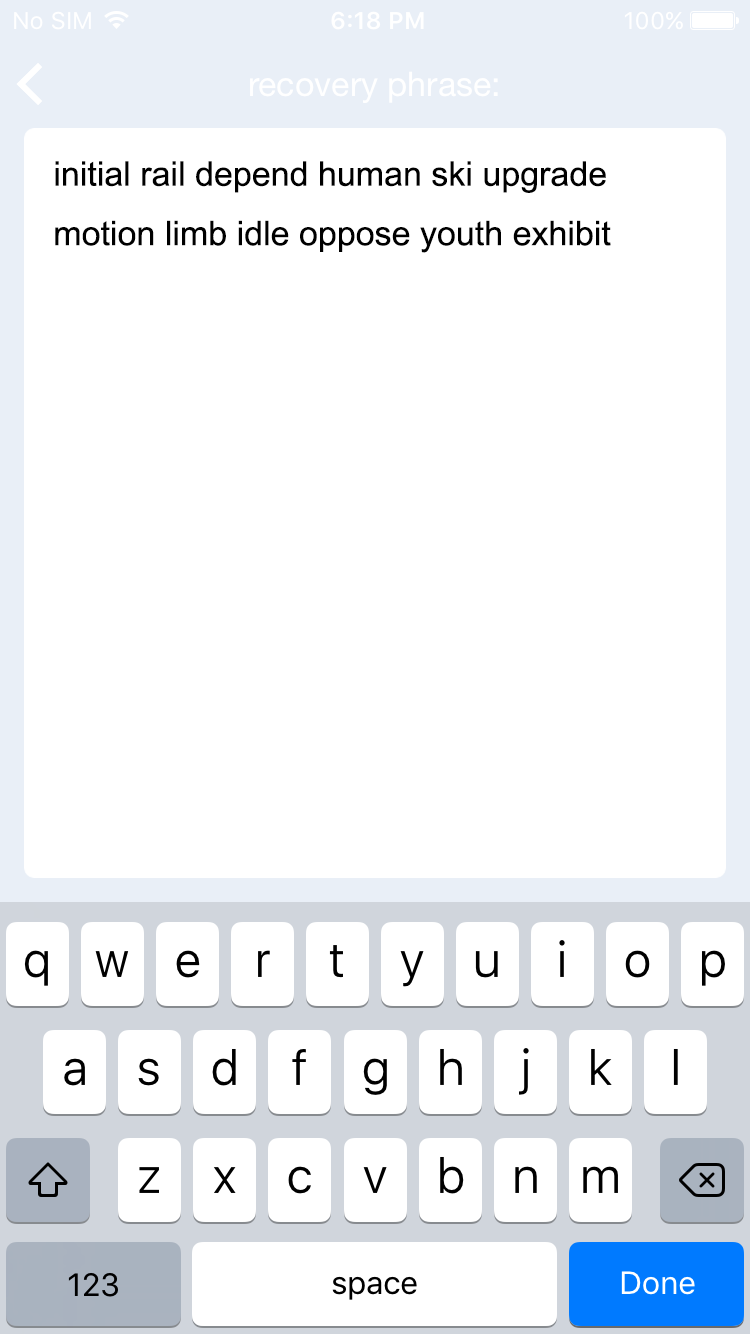 No SIM 6:18 PM 100%
recovery phrase:
initial rail depend human ski upgrade
motion limb idle oppose youth exhibit
q w e r t y u i o p
a s d f g h j k l
z x c v b n m
123 space Done